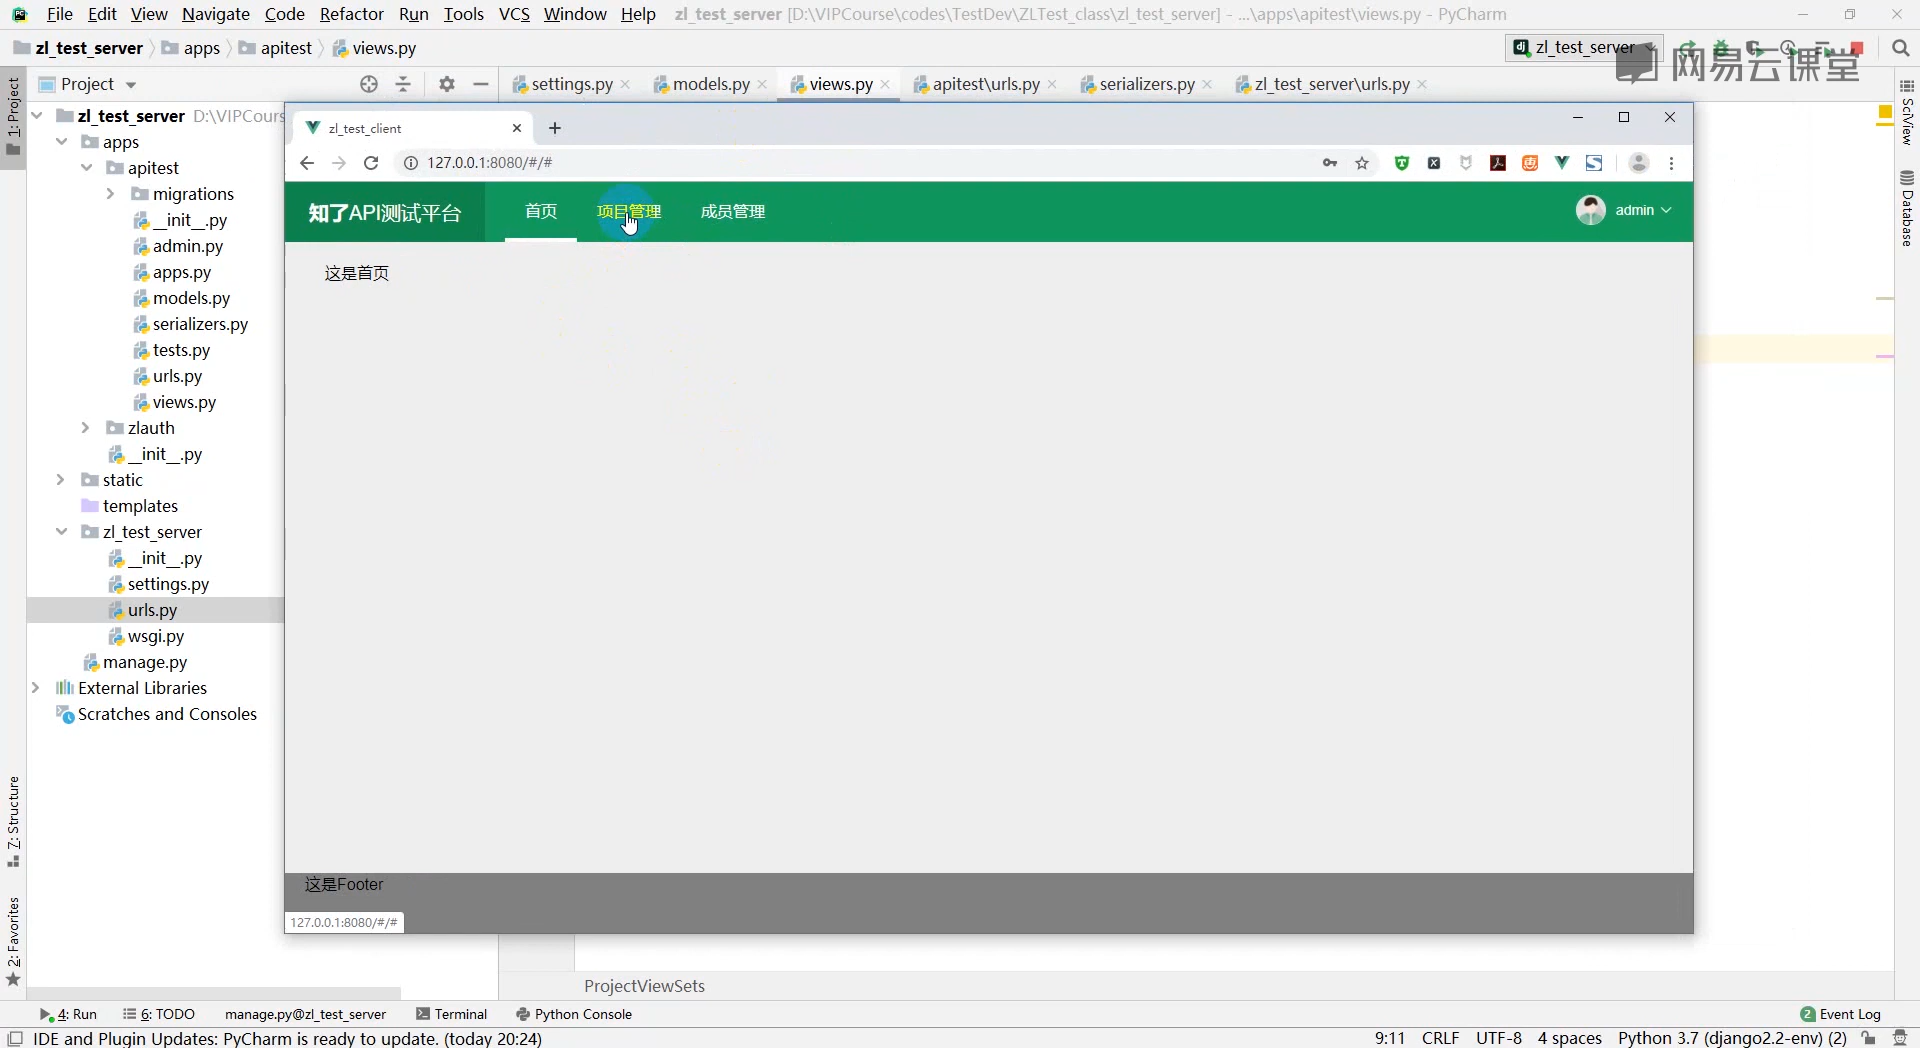 File Edit View Navigate Code Refactor Run Tools VCS Window Help zl_test_server [D:\VIPCourse\codes\TestDev\ZLTest_class\zl_test_server] - ...\apps\apitest\views.py - PyCharm
zl_test_server apps apitest views.py
zl_test_server
网易云课堂
1: Project
Project
settings.py models.py views.py apitest\urls.py serializers.py zl_test_server\urls.py
SciView
Database
zl_test_server D:\VIPCours
apps
apitest
migrations
__init__.py
admin.py
apps.py
models.py
serializers.py
tests.py
urls.py
views.py
zlauth
__init__.py
static
templates
zl_test_server
__init__.py
settings.py
urls.py
wsgi.py
manage.py
External Libraries
Scratches and Consoles
7: Structure
2: Favorites
zl_test_client
127.0.0.1:8080/#/#
知了API测试平台 首页 项目管理 成员管理 admin
这是首页
这是Footer
127.0.0.1:8080/#/#
ProjectViewSets
4: Run 6: TODO manage.py@zl_test_server Terminal Python Console 2 Event Log
IDE and Plugin Updates: PyCharm is ready to update. (today 20:24) 9:11 CRLF UTF-8 4 spaces Python 3.7 (django2.2-env) (2)